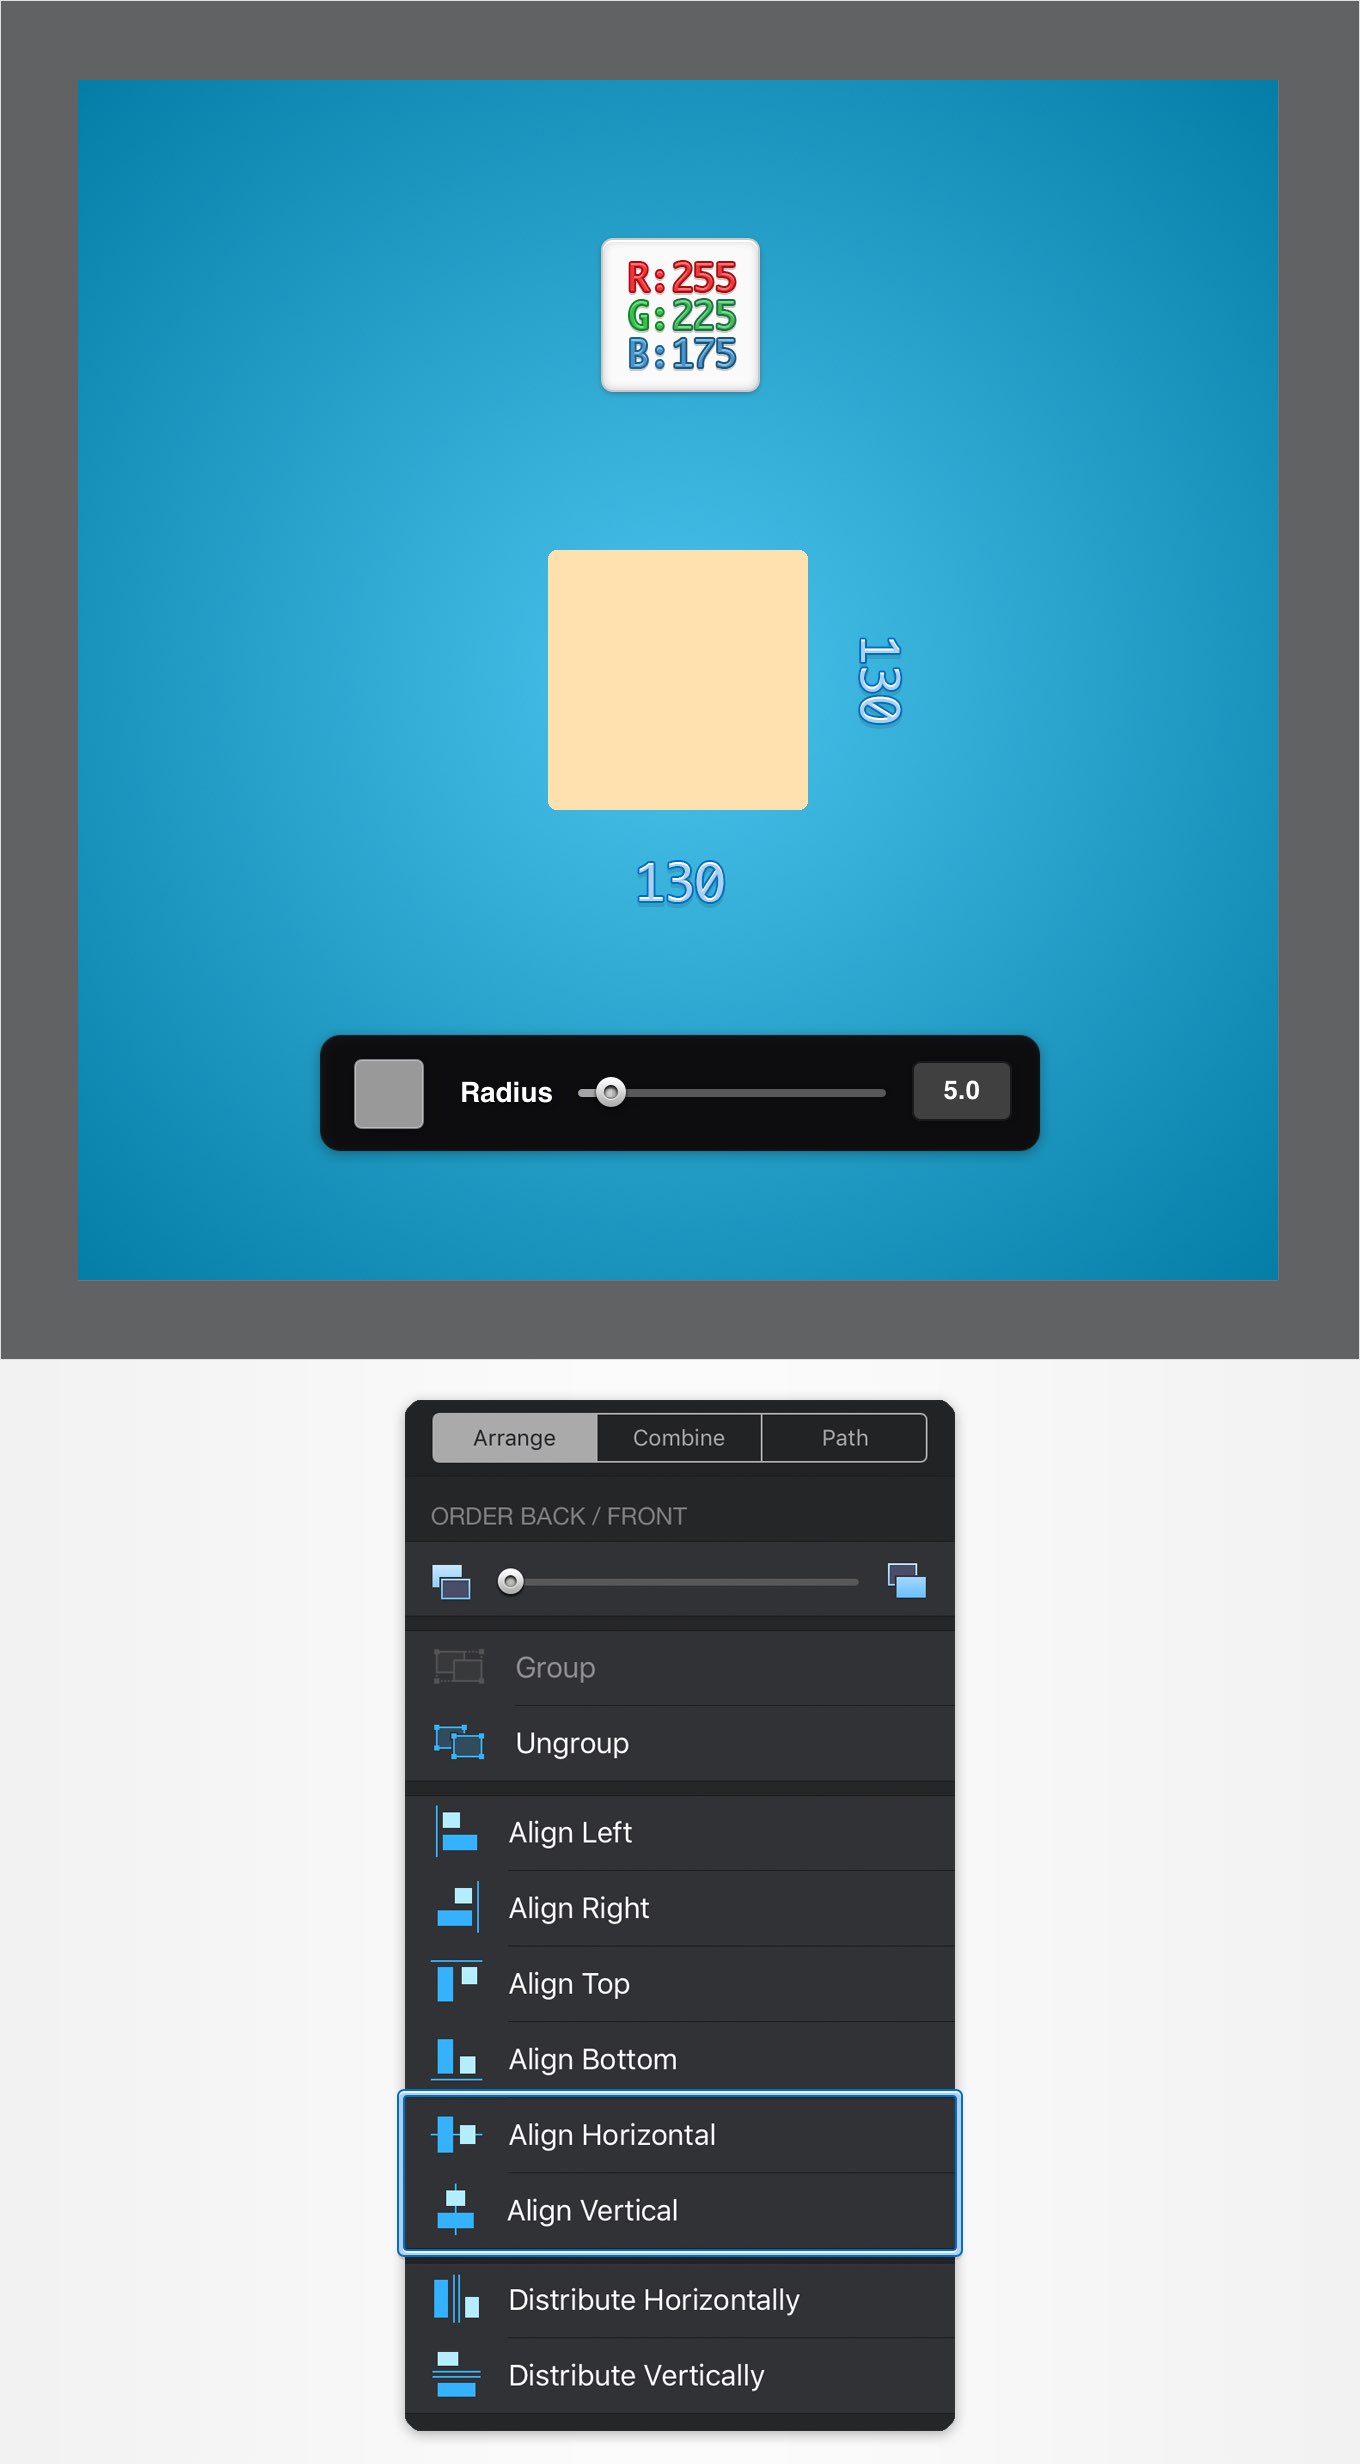 R:255
G:225
B:175
130
130
Radius 5.0
Arrange Combine Path
ORDER BACK / FRONT
Group
Ungroup
Align Left
Align Right
Align Top
Align Bottom
Align Horizontal
Align Vertical
Distribute Horizontally
Distribute Vertically